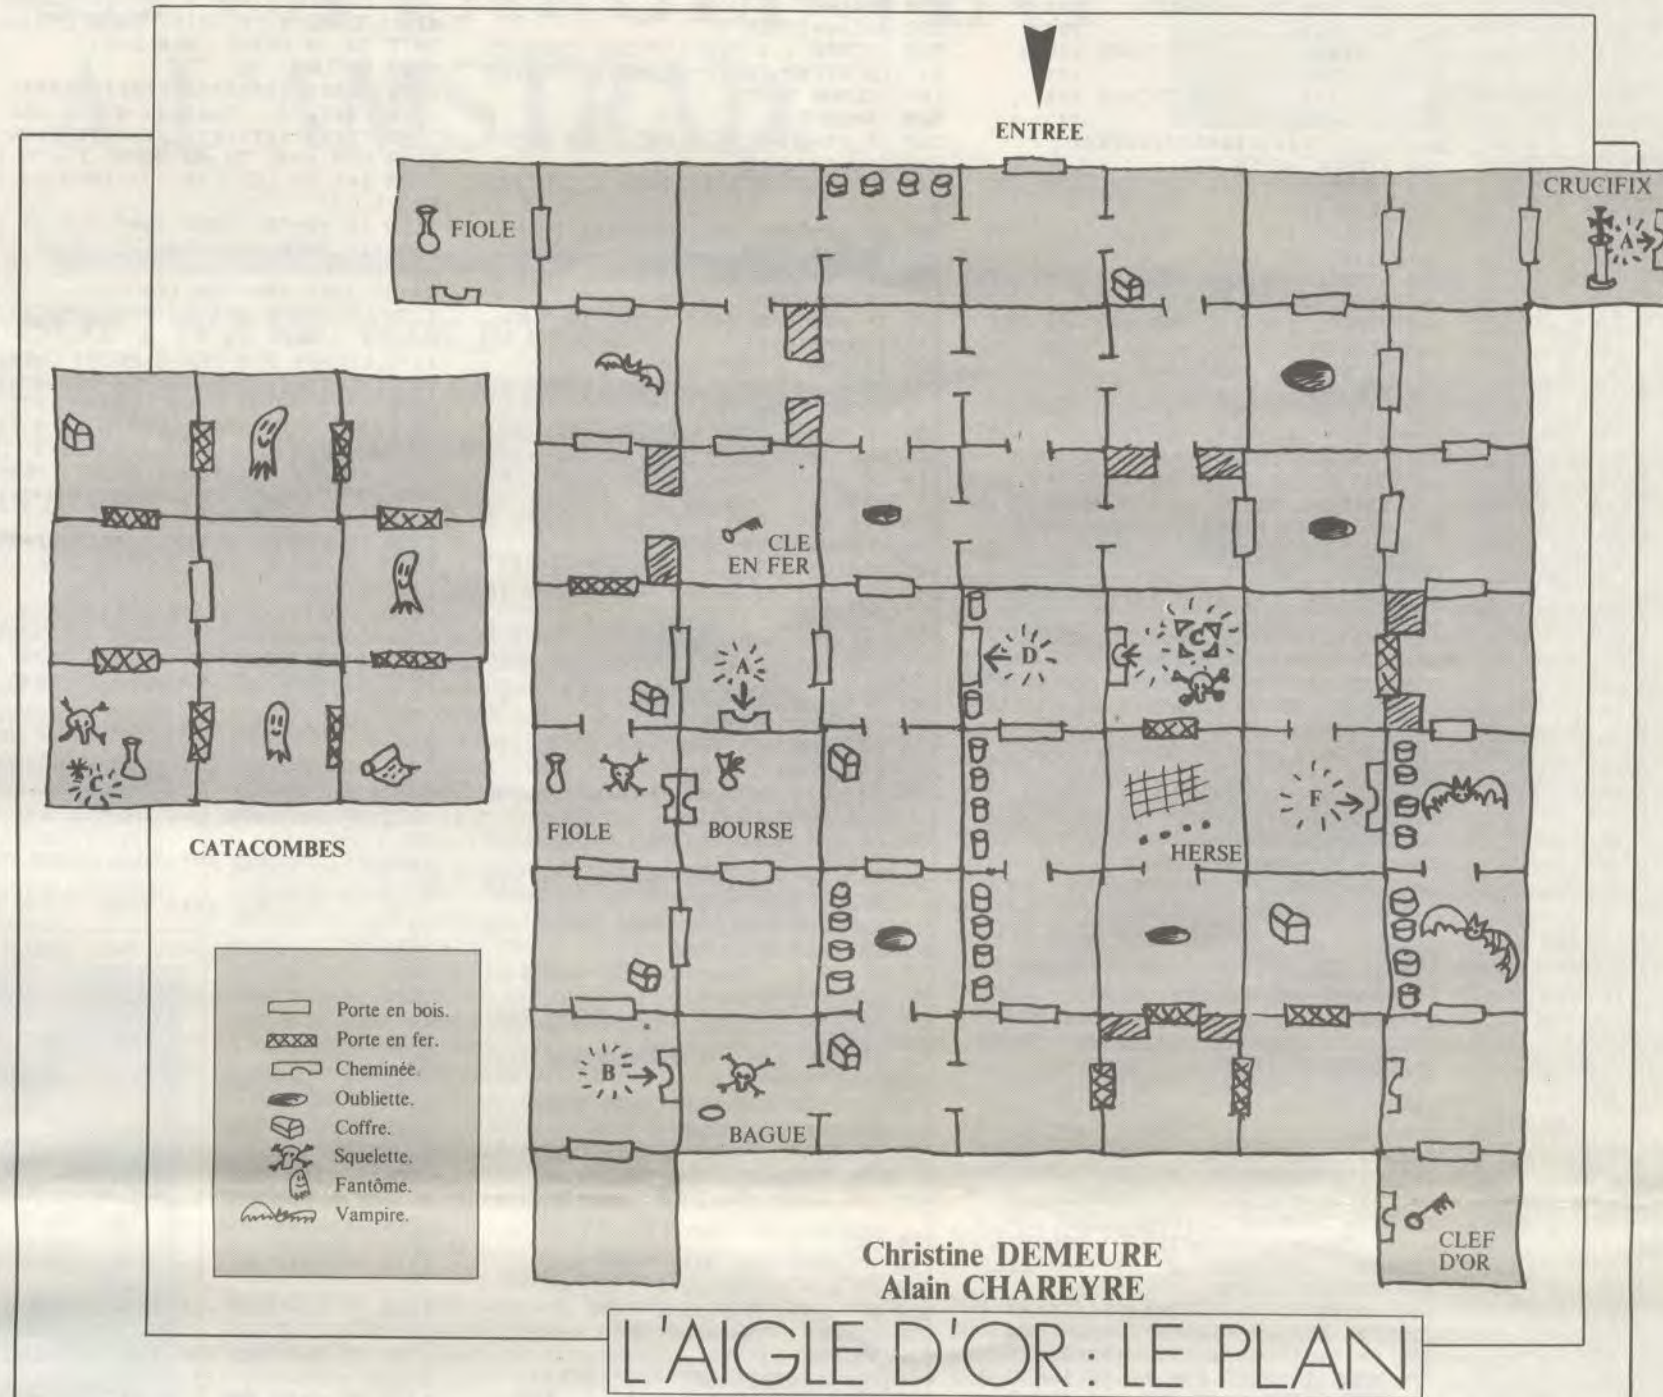 ENTREE
CRUCIFIX
A
FIOLE
CLE
EN FER
A
D
C
C
FIOLE
BOURSE
F
HERSE
CATACOMBES
Porte en bois.
Porte en fer.
Cheminée.
Oubliette.
Coffre.
Squelette.
Fantôme.
Vampire.
B
BAGUE
CLEF
D'OR
Christine DEMEURE
Alain CHAREYRE
L'AIGLE D'OR : LE PLAN